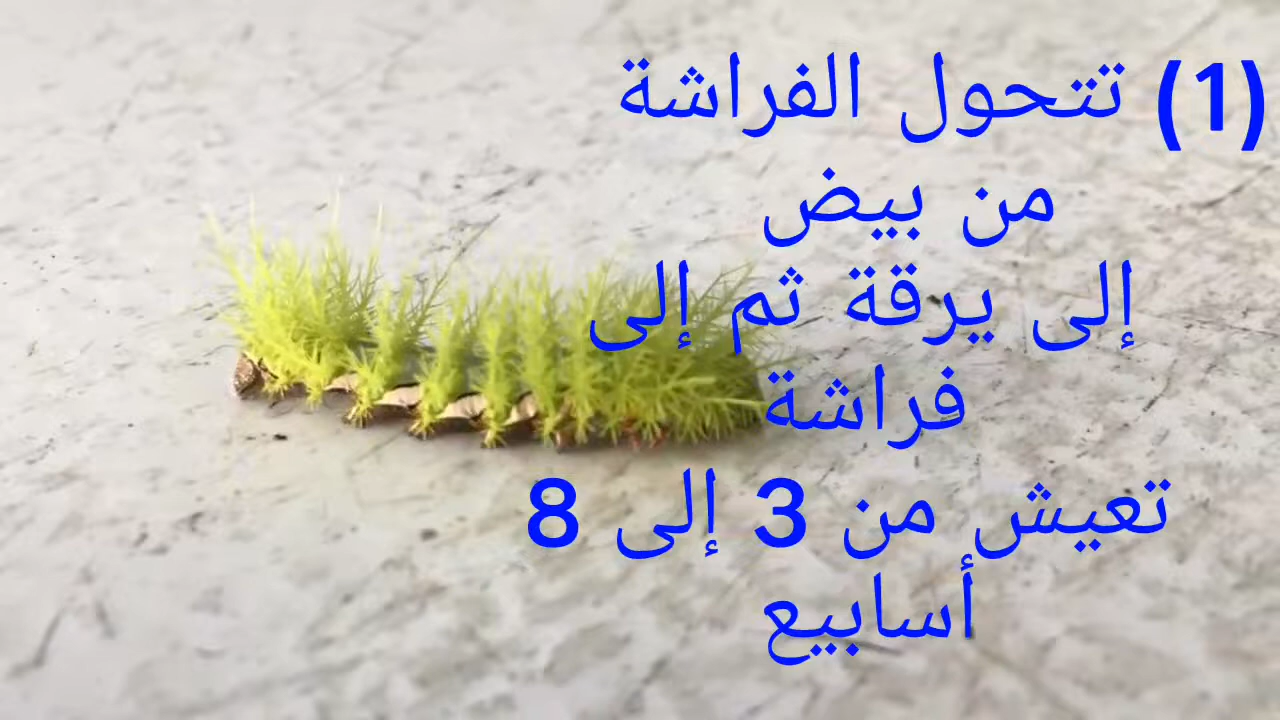 (1) تتحول الفراشة
من بيض
إلى يرقة ثم إلى
فراشة
تعيش من 3 إلى 8
أسابيع